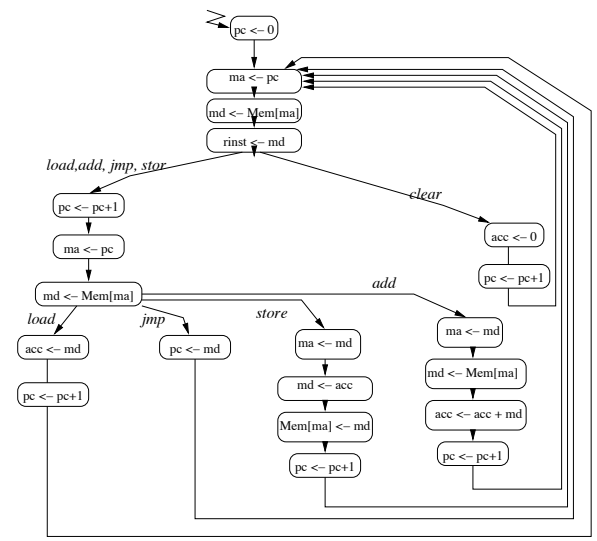 pc <– 0
ma <– pc
md <– Mem[ma]
rinst <– md
load,add, jmp, stor
clear
pc <– pc+1
acc <– 0
ma <– pc
pc <– pc+1
md <– Mem[ma]
add
load
jmp
store
acc <– md
pc <– md
ma <– md
ma <– md
md <– acc
md <– Mem[ma]
pc <– pc+1
Mem[ma] <– md
acc <– acc + md
pc <– pc+1
pc <– pc+1